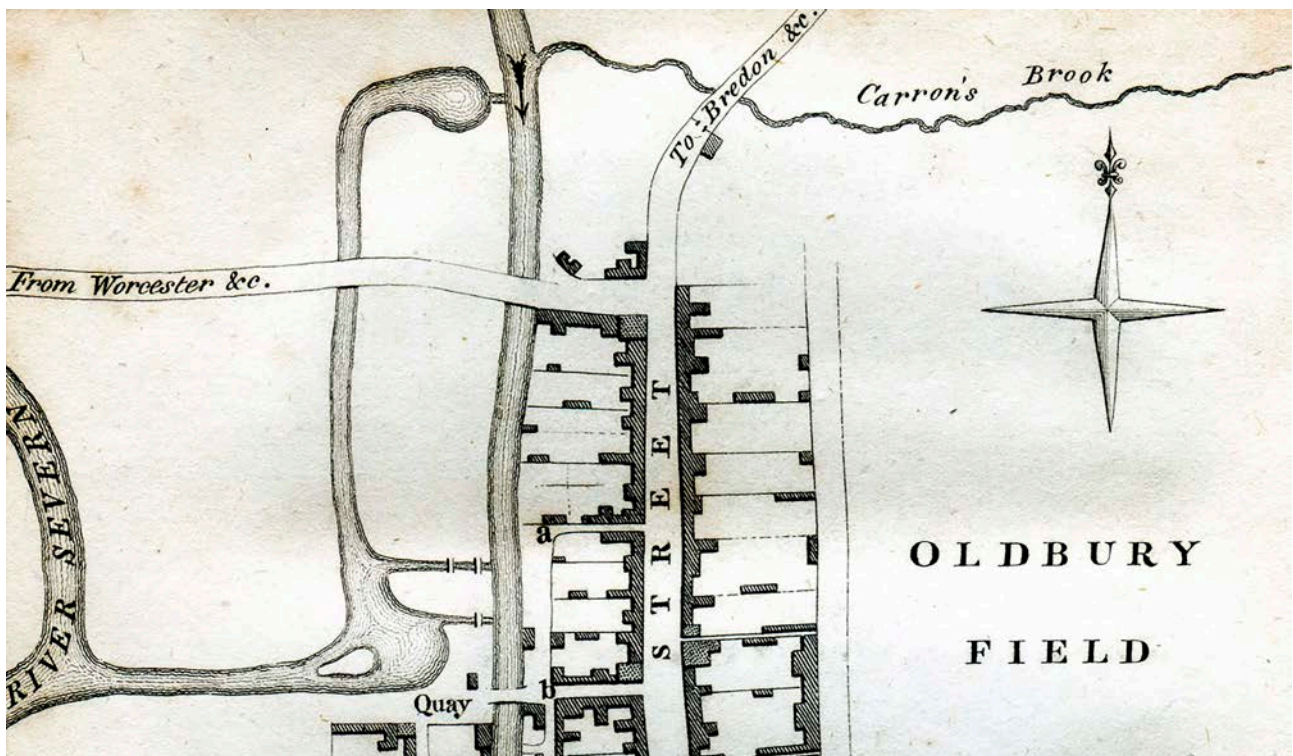 To Bredon &c.
Carron's Brook
From Worcester &c.
RIVER SEVERN
STREET
a
OLDBURY
FIELD
b
Quay